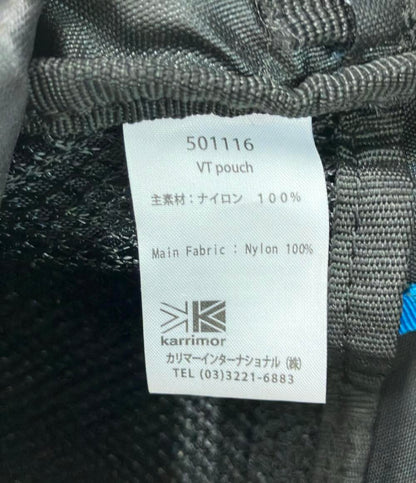 501116
VT pouch
主素材：ナイロン 100%
Main Fabric : Nylon 100%
karrimor
カリマーインターナショナル（株）
TEL (03)3221-6883